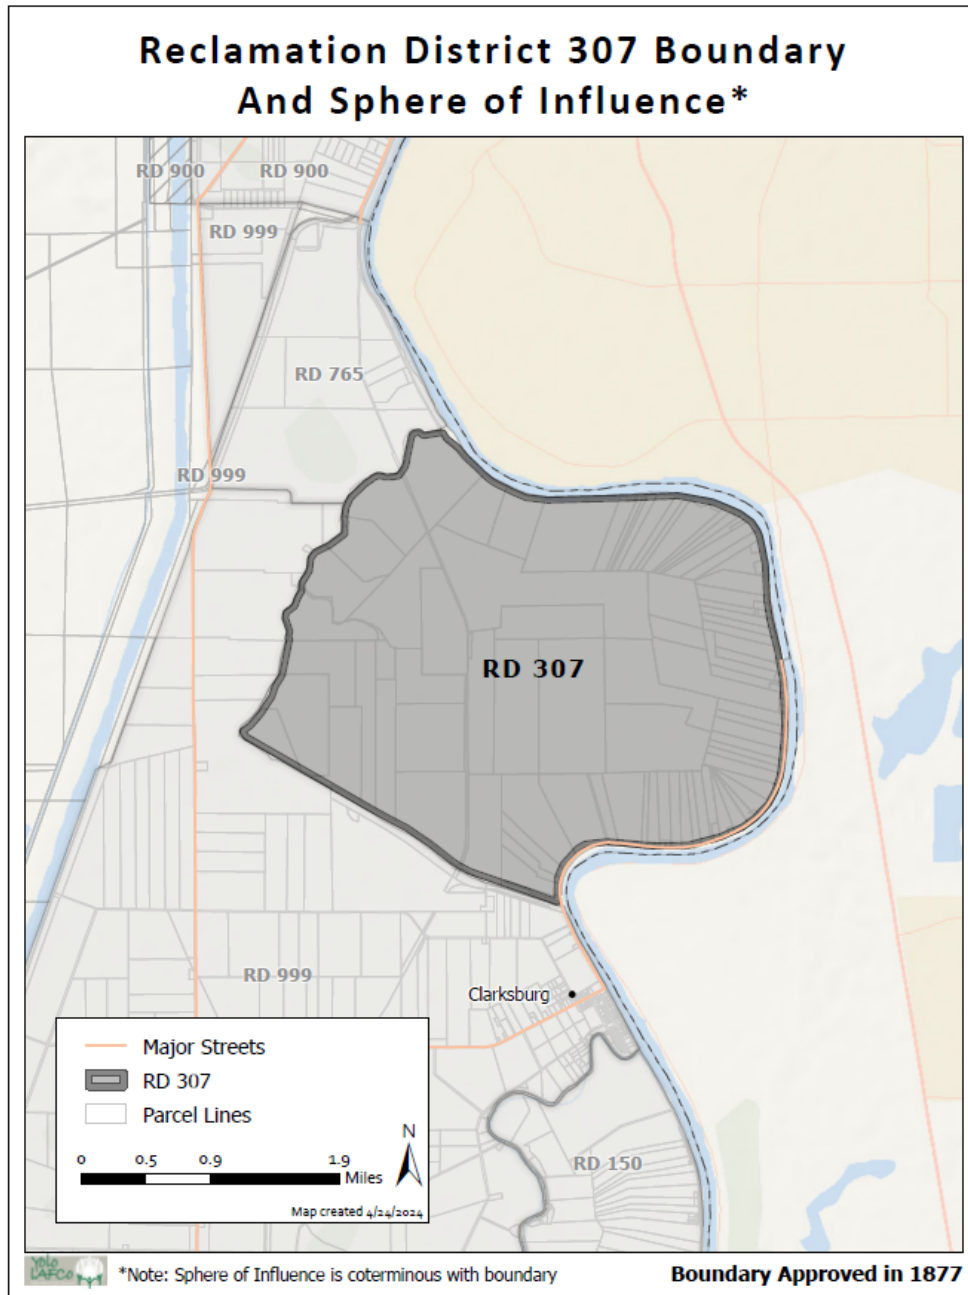 Reclamation District 307 Boundary
And Sphere of Influence*
RD 900
RD 900
RD 999
RD 765
RD 999
RD 307
RD 999
Clarksburg
RD 150
Major Streets
RD 307
Parcel Lines
N
0 0.5 0.9 1.9
Miles
Map created 4/24/2024
Yolo
LAFCO
*Note: Sphere of Influence is coterminous with boundary
Boundary Approved in 1877